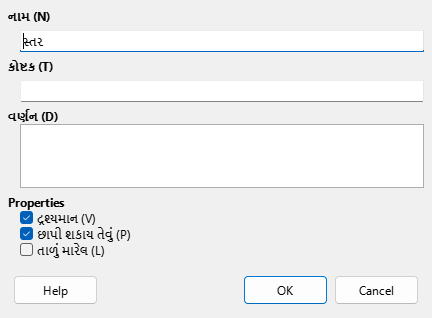 નામ (N)
સ્તર
કોષ્ટક (T)
વર્ણન (D)
Properties
દ્રશ્યમાન (V)
છાપી શકાય તેવું (P)
તાળું મારેલ (L)
Help OK Cancel